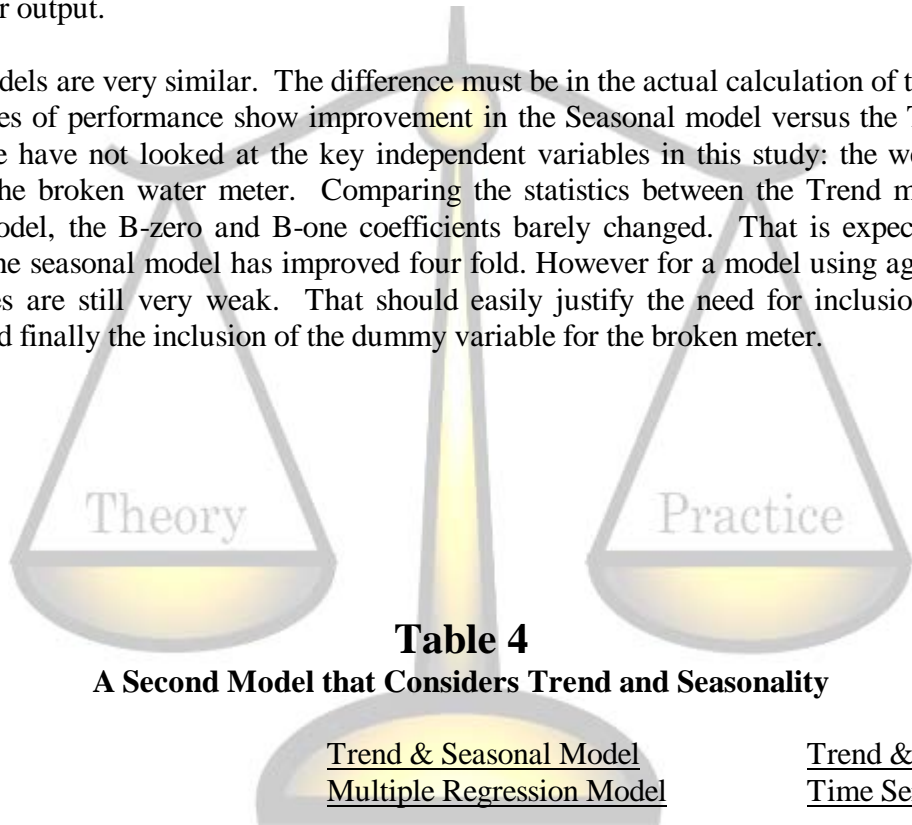 r output.
dels are very similar. The difference must be in the actual calculation of t
es of performance show improvement in the Seasonal model versus the T
e have not looked at the key independent variables in this study: the we
he broken water meter. Comparing the statistics between the Trend m
odel, the B-zero and B-one coefficients barely changed. That is expec
he seasonal model has improved four fold. However for a model using ag
es are still very weak. That should easily justify the need for inclusio
d finally the inclusion of the dummy variable for the broken meter.
Theory Practice
Table 4
A Second Model that Considers Trend and Seasonality
Trend & Seasonal Model Trend &
Multiple Regression Model Time Se